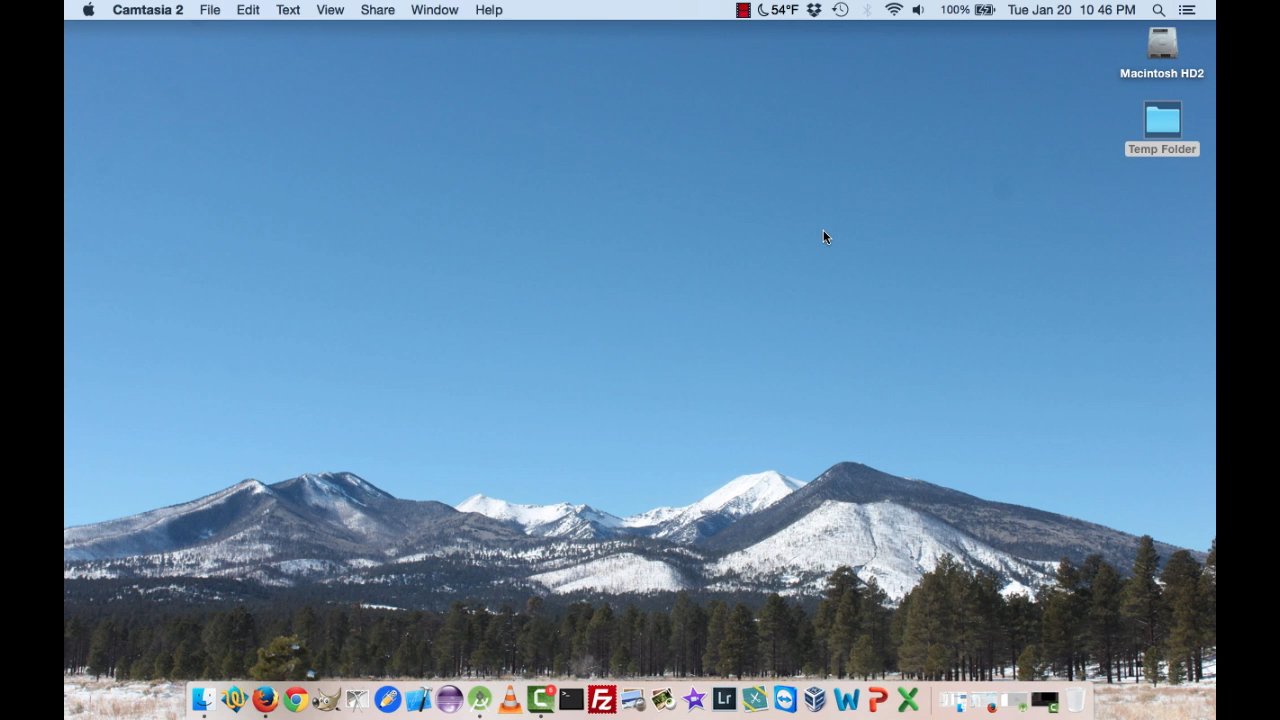 Camtasia 2 File Edit Text View Share Window Help 54°F 100% Tue Jan 20 10:46 PM
Macintosh HD2
Temp Folder
Lr